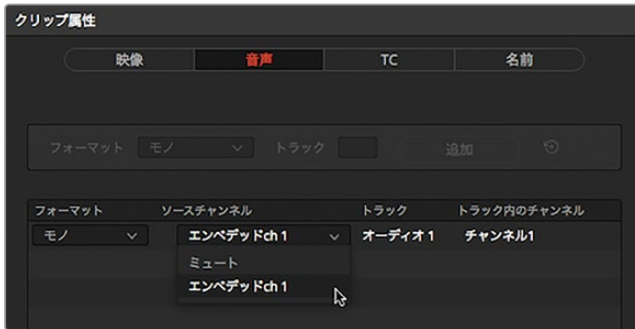 クリップ属性
映像 音声 TC 名前
フォーマット モノ トラック 追加
フォーマット ソースチャンネル トラック トラック内のチャンネル
モノ エンベデッドch 1 オーディオ 1 チャンネル1
ミュート
エンベデッドch 1